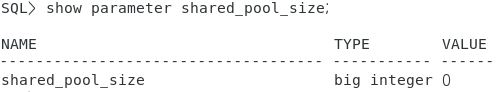 SQL> show parameter shared_pool_size;
NAME TYPE VALUE
------------------------------------ ----------- ------
shared_pool_size big integer 0